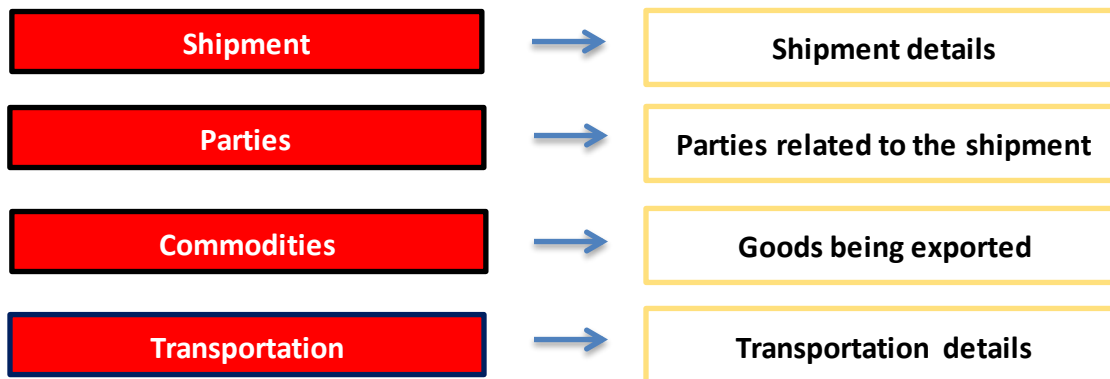 Shipment
Shipment details
Parties
Parties related to the shipment
Commodities
Goods being exported
Transportation
Transportation details